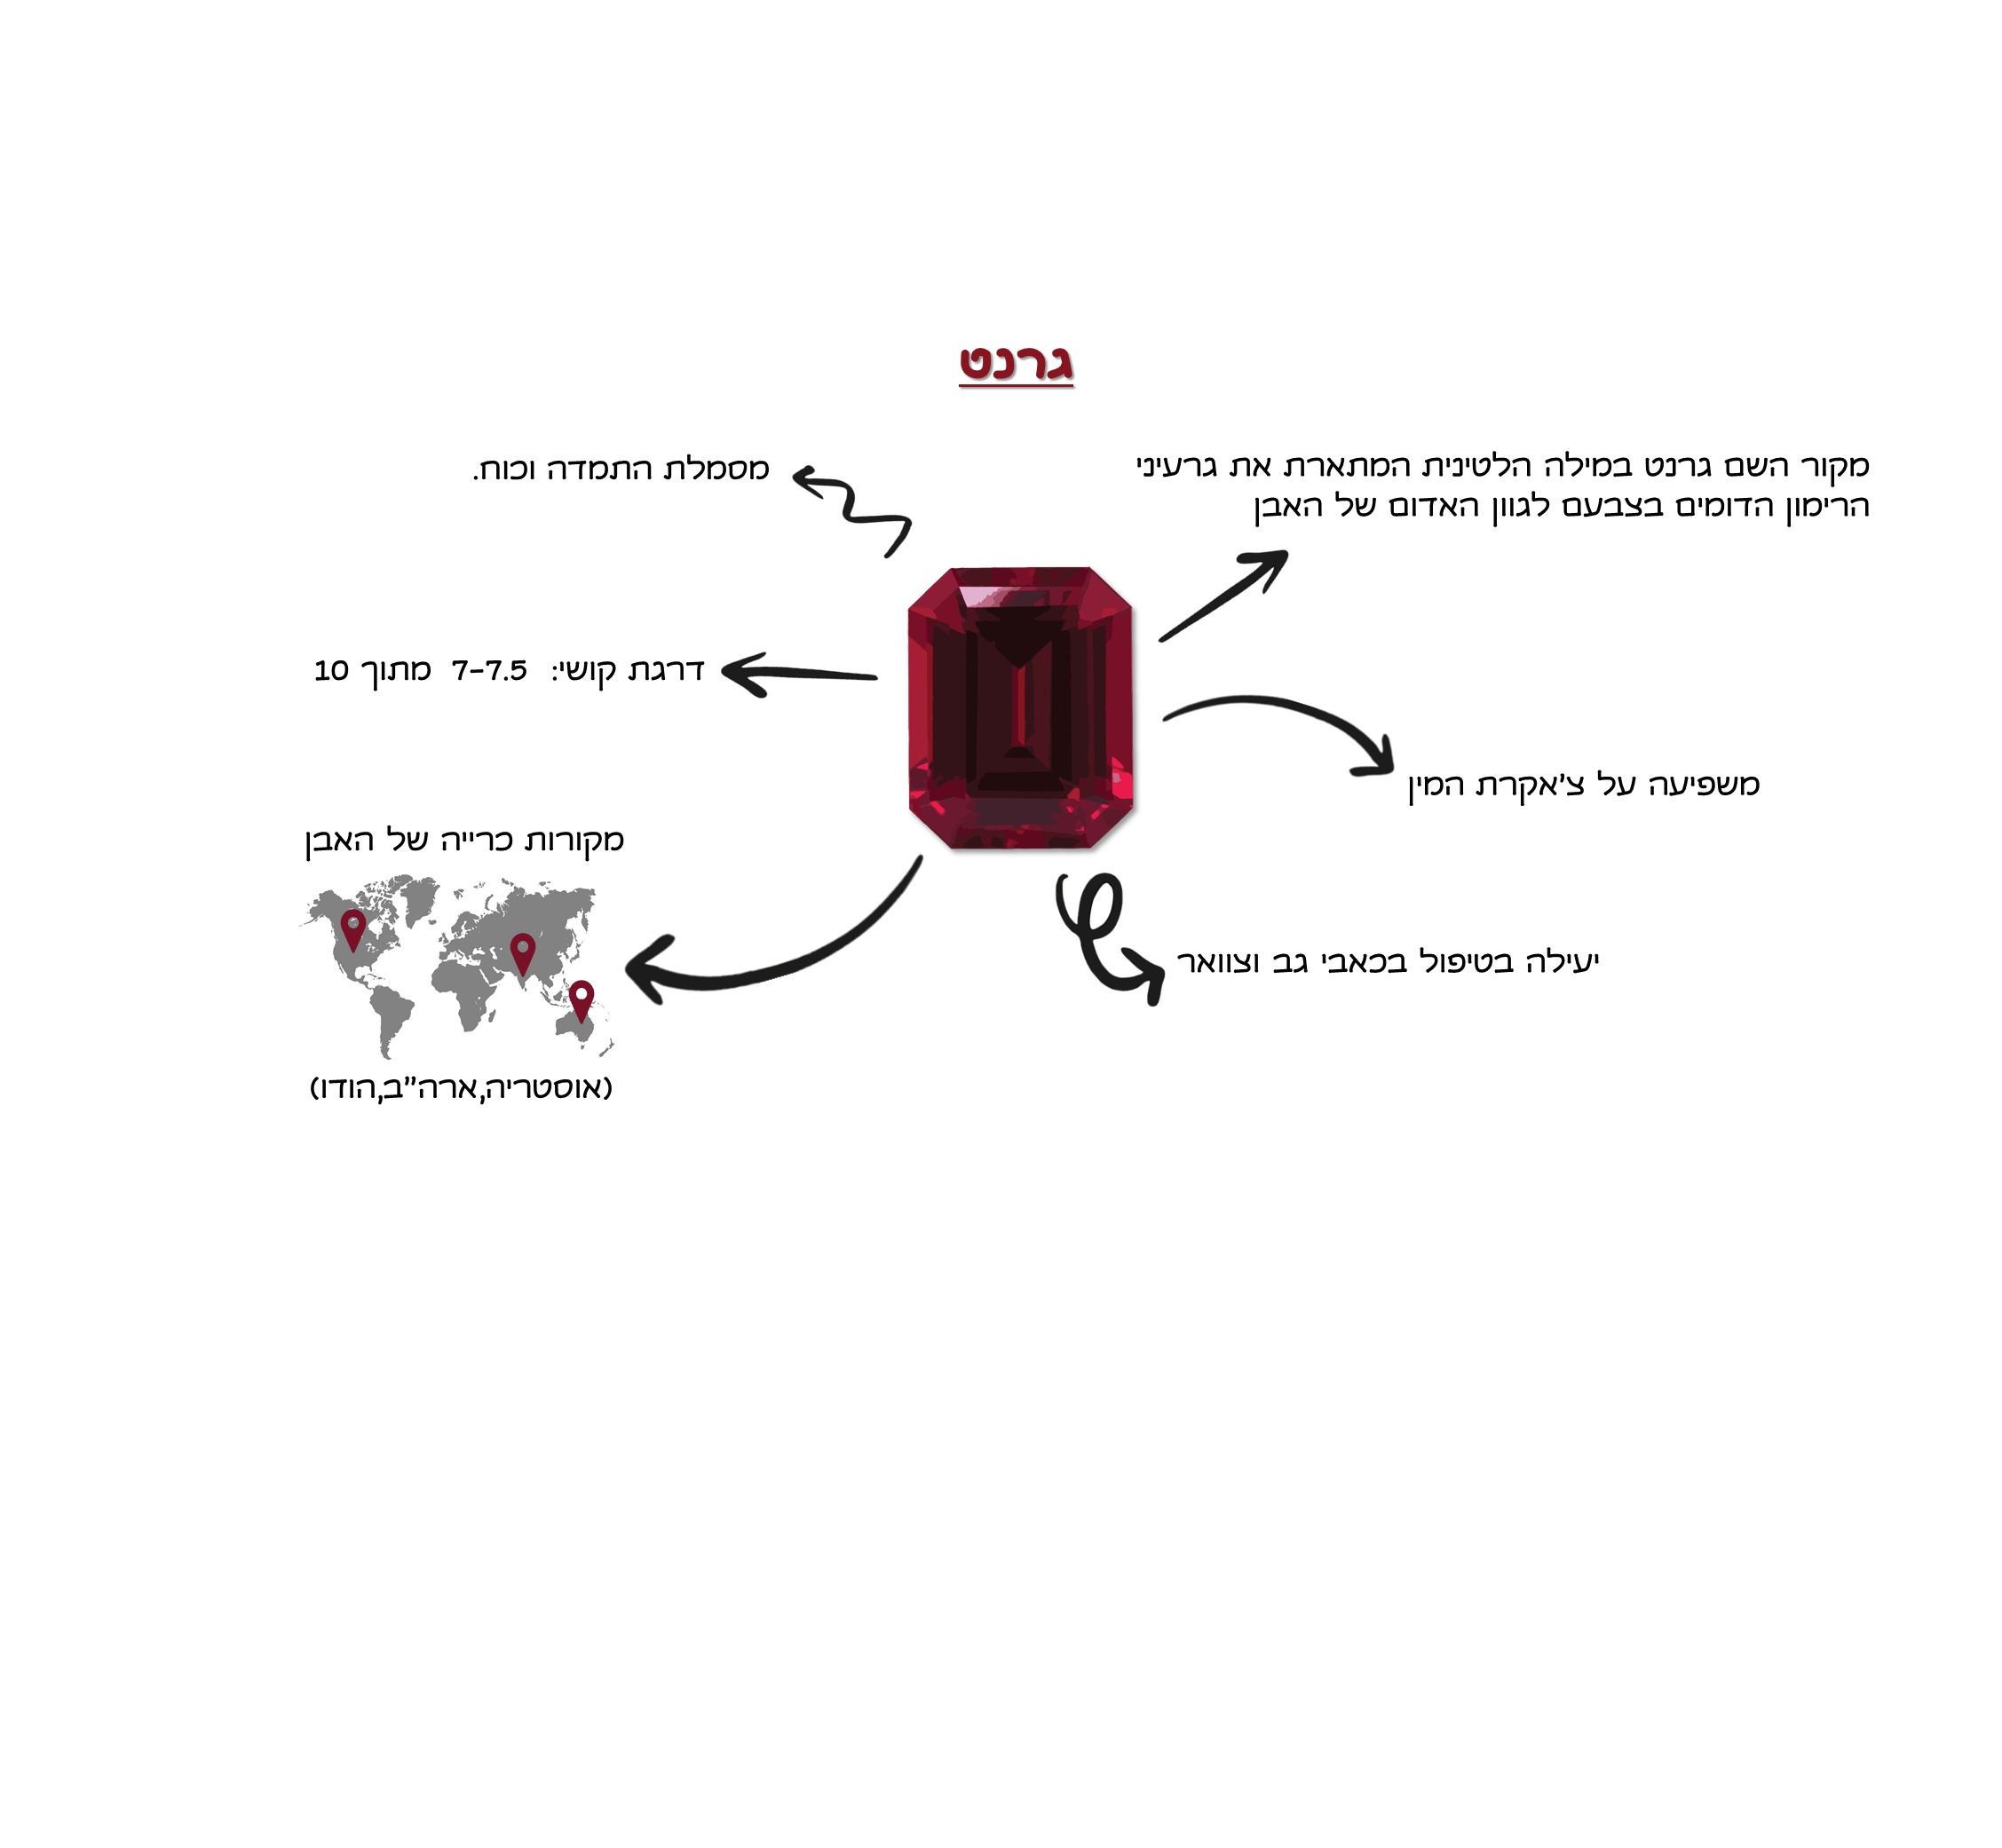 גרנט
מקור השם גרנט במילה הלטינית המתארת את גרעיני
הרימון הדומים בצבעם לגוון האדום של האבן
מסמלת התמדה וכוח.
דרגת קושי: 7-7.5 מתוך 10
משפיעה על צ'אקרת המין
מקורות כרייה של האבן
יעילה בטיפול בכאבי גב וצוואר
(אוסטריה,ארה"ב,הודו)